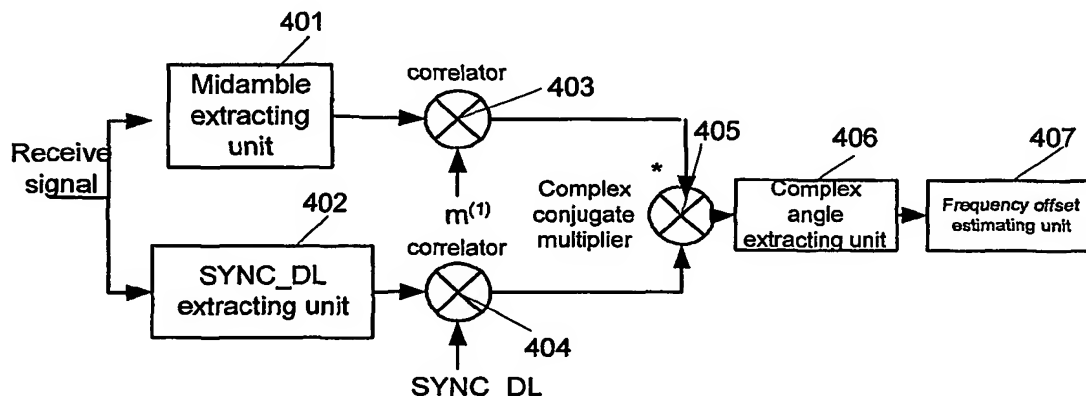 401
Midamble
extracting
unit
correlator
403
m(1)
Receive
signal
402
SYNC_DL
extracting unit
correlator
404
SYNC_DL
Complex
conjugate
multiplier
*
405
406
Complex
angle
extracting unit
407
Frequency offset
estimating unit